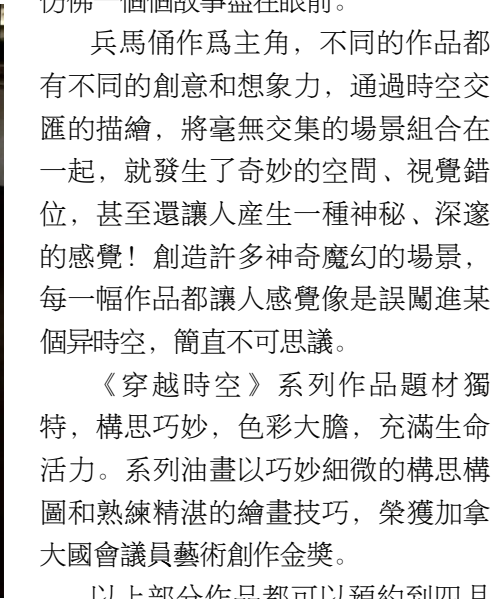 彷彿一個個故事盡在眼前。
兵馬俑作爲主角，不同的作品都
有不同的創意和想象力，通過時空交
匯的描繪，將毫無交集的場景組合在
一起，就發生了奇妙的空間、視覺錯
位，甚至還讓人産生一種神秘、深邃
的感覺！創造許多神奇魔幻的場景，
每一幅作品都讓人感覺像是誤闖進某
個异時空，簡直不可思議。
《穿越時空》系列作品題材獨
特，構思巧妙，色彩大膽，充滿生命
活力。系列油畫以巧妙細微的構思構
圖和熟練精湛的繪畫技巧，榮獲加拿
大國會議員藝術創作金獎。
以上部分作品都可以預約到四月